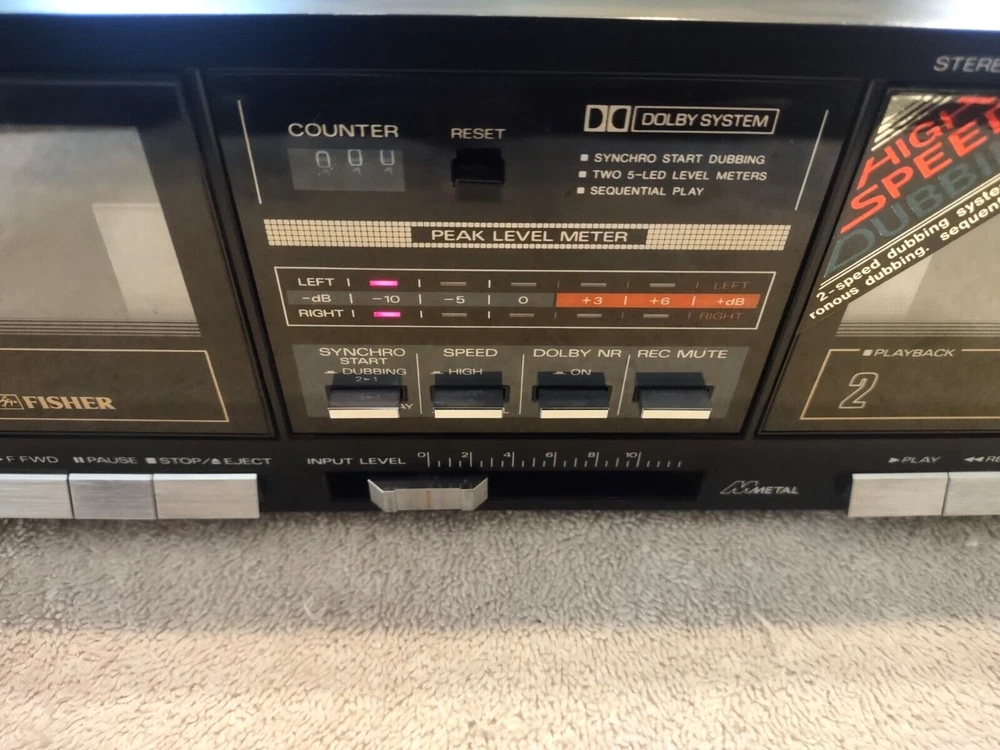 STEREO
COUNTER
RESET
DOLBY SYSTEM
SYNCHRO START DUBBING
TWO 5-LED LEVEL METERS
SEQUENTIAL PLAY
HIGH
SPEED
DUBBING
2-speed dubbing
ronous dubbing.
PEAK LEVEL METER
LEFT LEFT
-dB -10 -5 0 +3 +6 +dB
RIGHT RIGHT
SYNCHRO
START
DUBBING
2►1
SPEED
HIGH
DOLBY NR
ON
REC MUTE
FISHER
PLAYBACK
2
F FWD PAUSE STOP/EJECT
INPUT LEVEL 0 2 4 6 8 10
METAL
PLAY